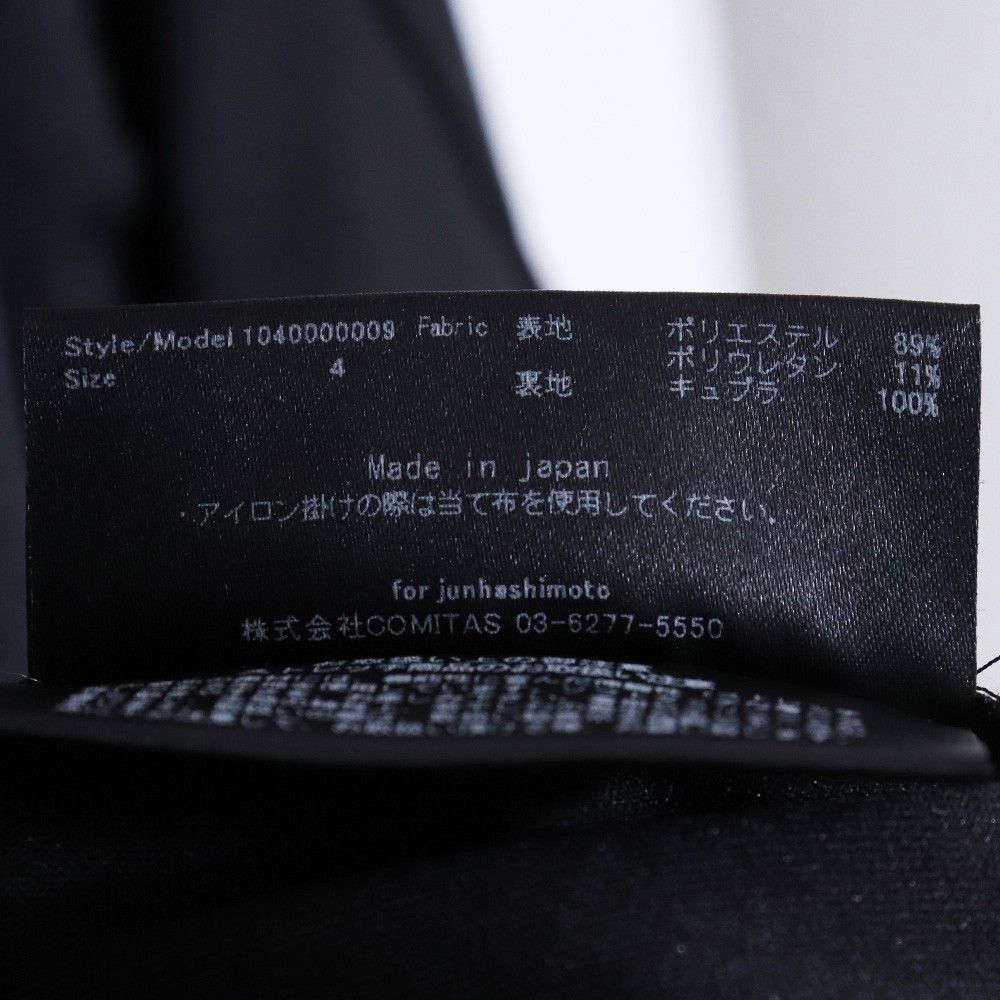 Style/Model 1040000009 Fabric 表地 ポリエステル 89%
ポリウレタン 11%
Size 4 裏地 キュプラ 100%
Made in japan
・アイロン掛けの際は当て布を使用してください。
for junhashimoto
株式会社COMITAS 03-6277-5550